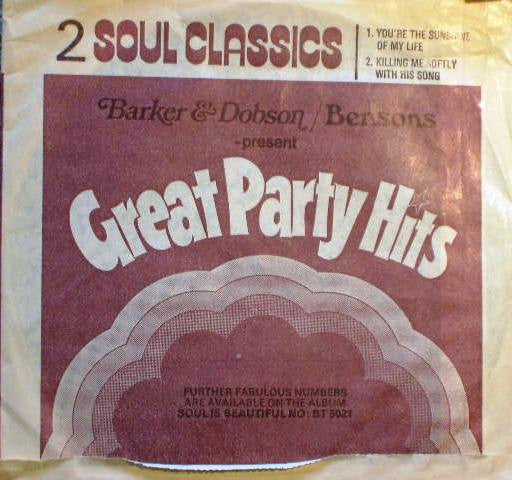 2 SOUL CLASSICS
1. YOU'RE THE SUNSHINE
OF MY LIFE
2. KILLING ME SOFTLY
WITH HIS SONG
Barker & Dobson / Bensons
-present
Great Party Hits
FURTHER FABULOUS NUMBERS
ARE AVAILABLE ON THE ALBUM
SOUL IS BEAUTIFUL NO: BT 5021